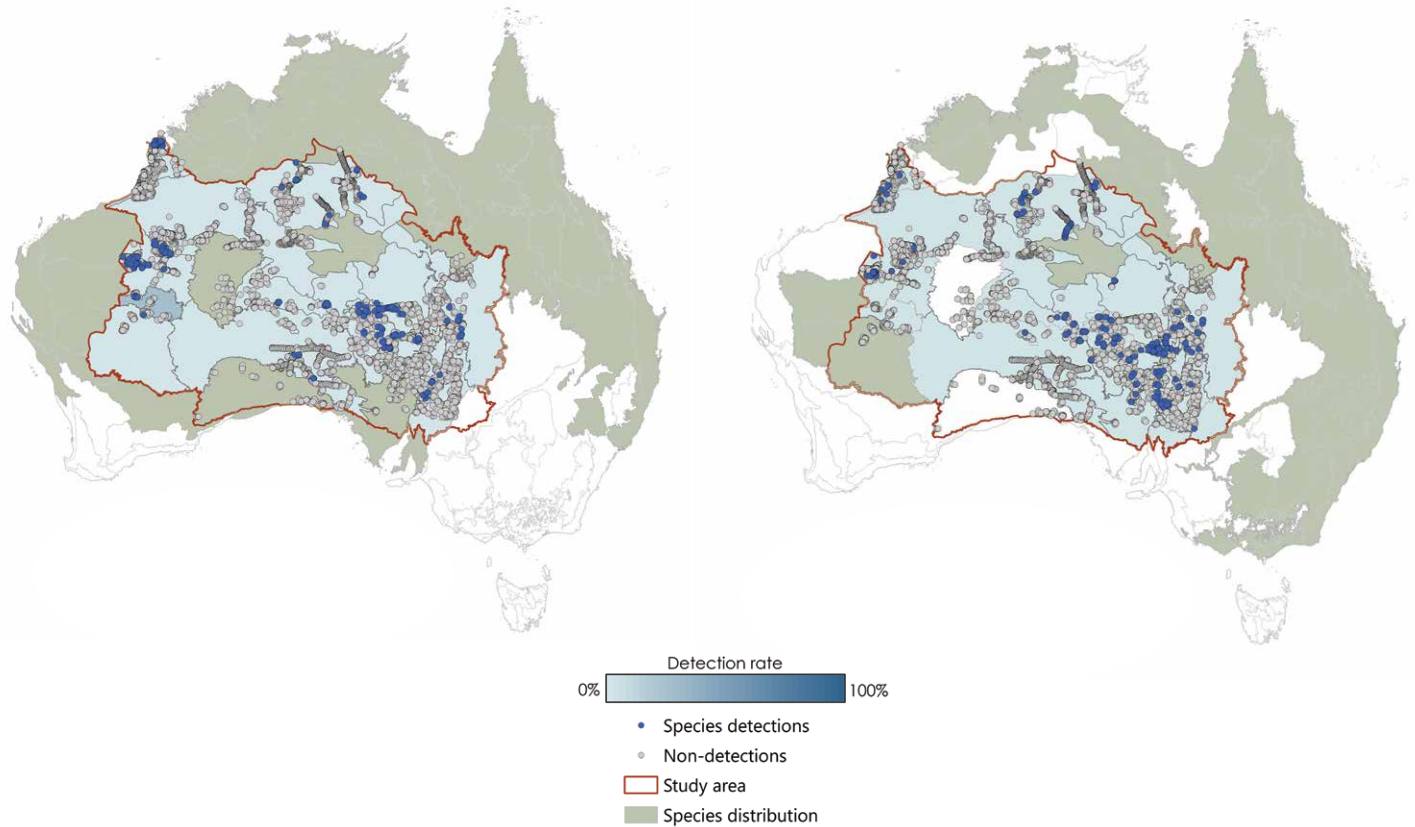 Detection rate
0% 100%
Species detections
Non-detections
Study area
Species distribution